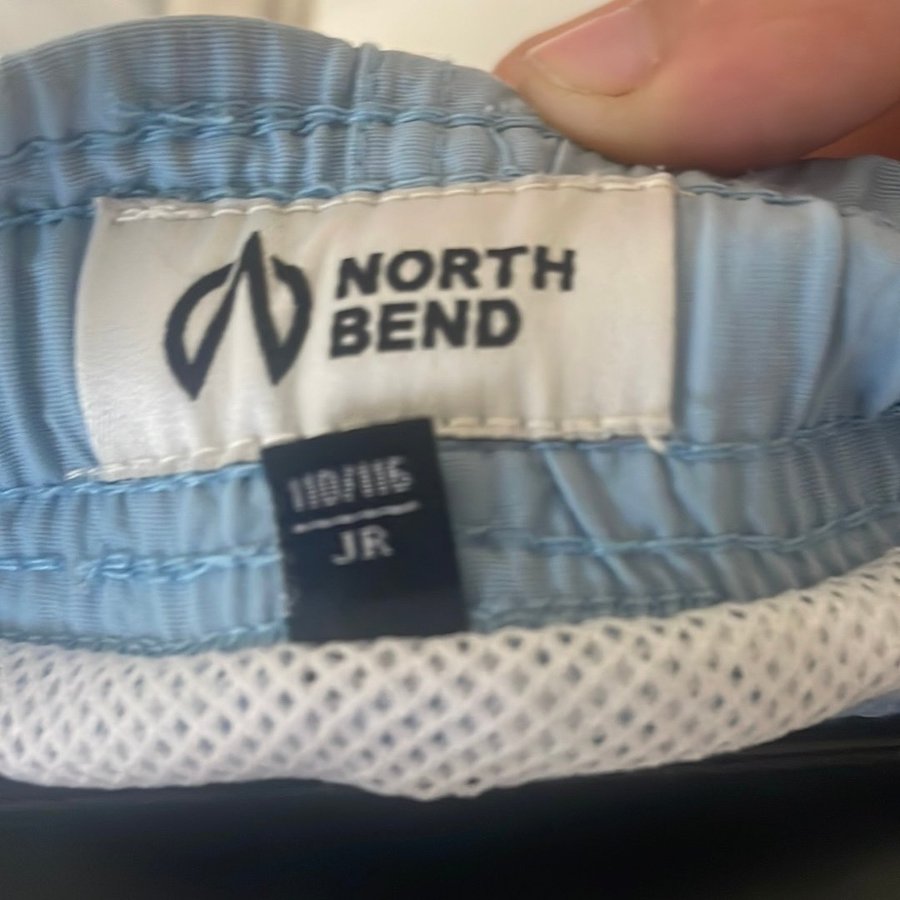 NORTH
BEND
110/116
JR